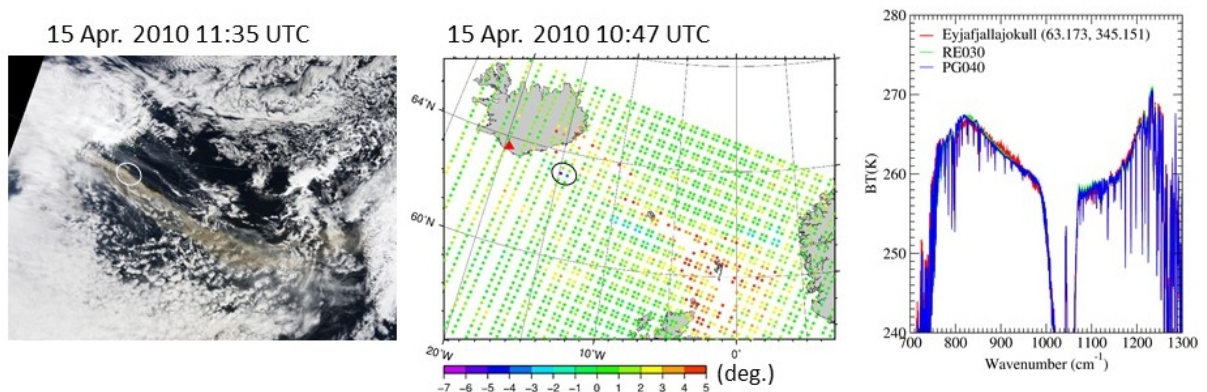 15 Apr. 2010 11:35 UTC
15 Apr. 2010 10:47 UTC
64˚N
60˚N
20˚W
10˚W
0˚
-7 -6 -5 -4 -3 -2 -1 0 1 2 3 4 5
(deg.)
280
270
260
250
240
BT(K)
Eyjafjallajokull (63.173, 345.151)
RE030
PG040
700 800 900 1000 1100 1200 1300
Wavenumber (cm⁻¹)